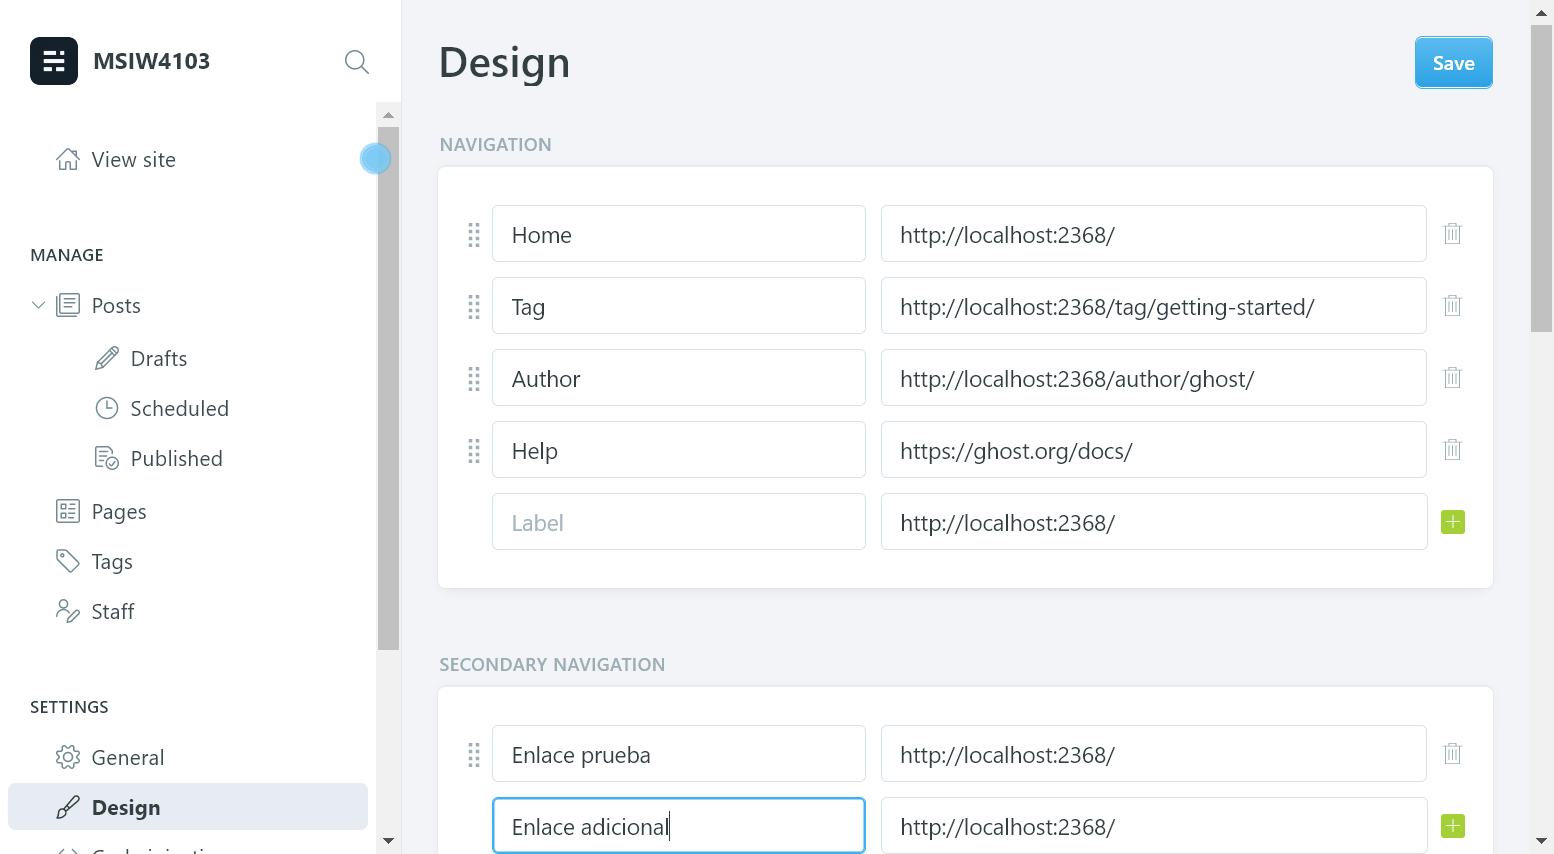 MSIW4103
View site
MANAGE
Posts
Drafts
Scheduled
Published
Pages
Tags
Staff
SETTINGS
General
Design
Design
Save
NAVIGATION
Home http://localhost:2368/
Tag http://localhost:2368/tag/getting-started/
Author http://localhost:2368/author/ghost/
Help https://ghost.org/docs/
Label http://localhost:2368/
SECONDARY NAVIGATION
Enlace prueba http://localhost:2368/
Enlace adicional http://localhost:2368/